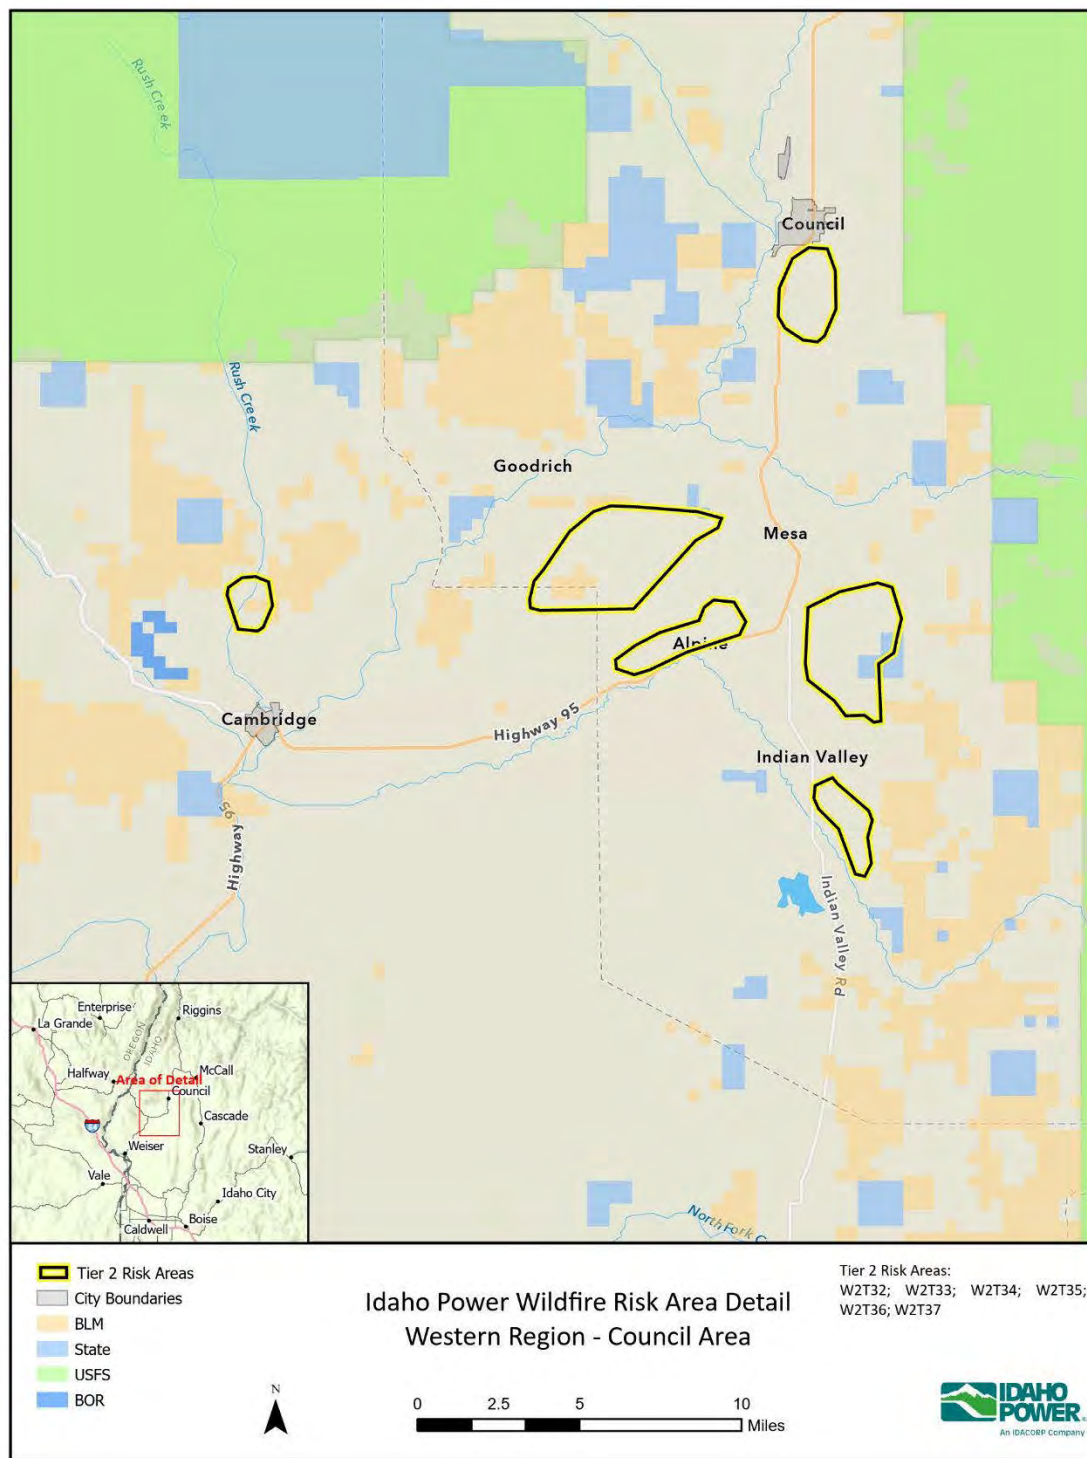 Rush Creek
Council
Rush Creek
Goodrich
Mesa
Alpine
Cambridge
Highway 95
Indian Valley
Highway 95
Indian Valley Rd
North Fork C
Enterprise
Riggins
La Grande
OREGON
IDAHO
Halfway
McCall
Area of Detail
Council
Cascade
Weiser
Stanley
Vale
Idaho City
Caldwell
Boise
Tier 2 Risk Areas
City Boundaries
BLM
State
USFS
BOR
Idaho Power Wildfire Risk Area Detail
Western Region - Council Area
N
0 2.5 5 10
Miles
Tier 2 Risk Areas:
W2T32; W2T33; W2T34; W2T35;
W2T36; W2T37
IDAHO
POWER®
An IDACORP Company